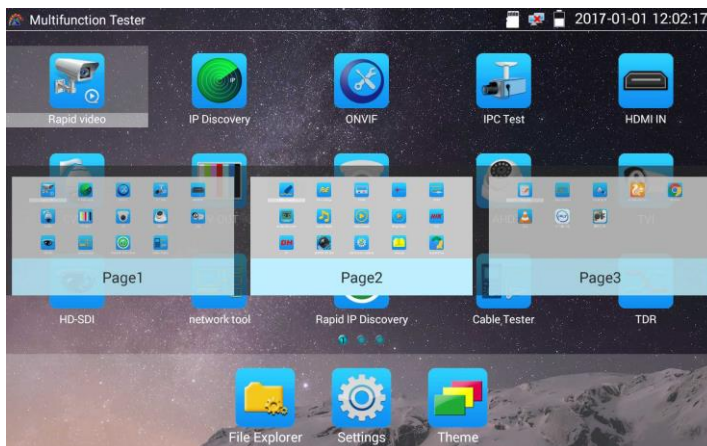 Multifunction Tester 2017-01-01 12:02:17
Rapid video IP Discovery ONVIF IPC Test HDMI IN
Page1 Page2 Page3
HD-SDI network tool Rapid IP Discovery Cable Tester TDR
File Explorer Settings Theme